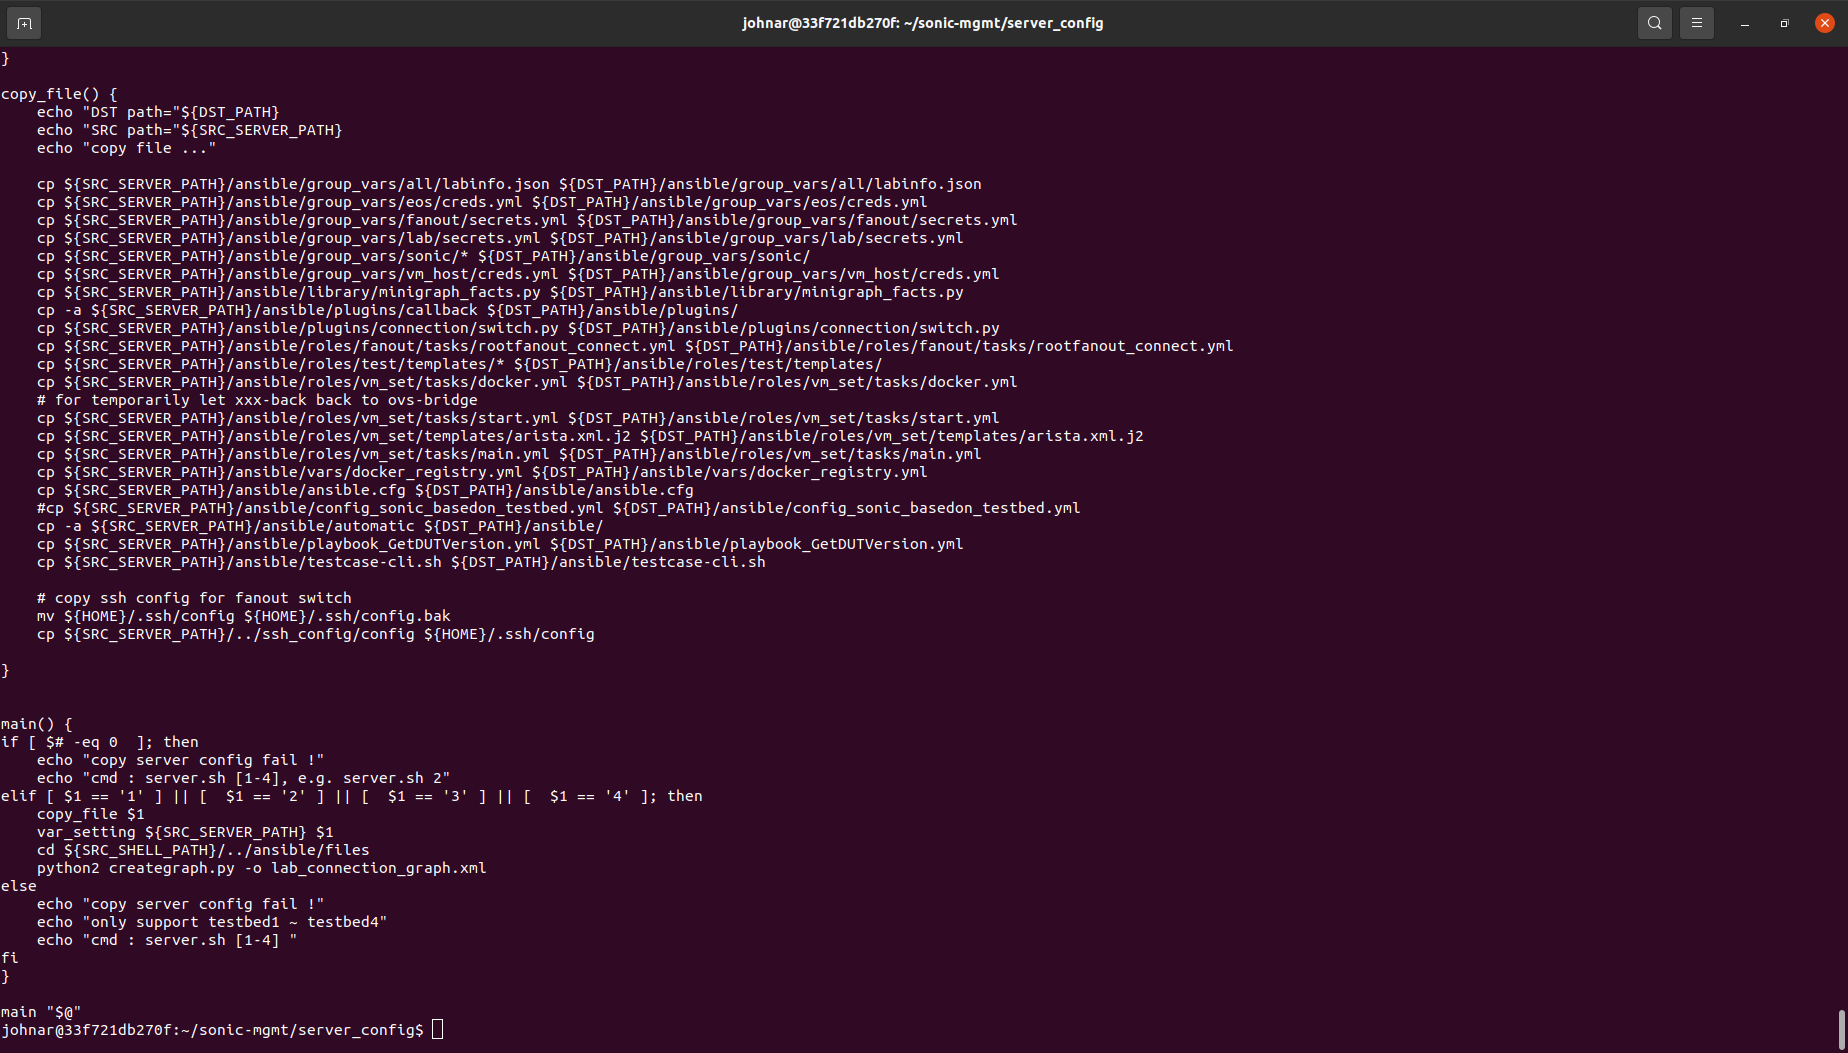 johnar@33f721db270f: ~/sonic-mgmt/server_config
}
copy_file() {
    echo "DST path="${DST_PATH}
    echo "SRC path="${SRC_SERVER_PATH}
    echo "copy file ..."
    cp ${SRC_SERVER_PATH}/ansible/group_vars/all/labinfo.json ${DST_PATH}/ansible/group_vars/all/labinfo.json
    cp ${SRC_SERVER_PATH}/ansible/group_vars/eos/creds.yml ${DST_PATH}/ansible/group_vars/eos/creds.yml
    cp ${SRC_SERVER_PATH}/ansible/group_vars/fanout/secrets.yml ${DST_PATH}/ansible/group_vars/fanout/secrets.yml
    cp ${SRC_SERVER_PATH}/ansible/group_vars/lab/secrets.yml ${DST_PATH}/ansible/group_vars/lab/secrets.yml
    cp ${SRC_SERVER_PATH}/ansible/group_vars/sonic/* ${DST_PATH}/ansible/group_vars/sonic/
    cp ${SRC_SERVER_PATH}/ansible/group_vars/vm_host/creds.yml ${DST_PATH}/ansible/group_vars/vm_host/creds.yml
    cp ${SRC_SERVER_PATH}/ansible/library/minigraph_facts.py ${DST_PATH}/ansible/library/minigraph_facts.py
    cp -a ${SRC_SERVER_PATH}/ansible/plugins/callback ${DST_PATH}/ansible/plugins/
    cp ${SRC_SERVER_PATH}/ansible/plugins/connection/switch.py ${DST_PATH}/ansible/plugins/connection/switch.py
    cp ${SRC_SERVER_PATH}/ansible/roles/fanout/tasks/rootfanout_connect.yml ${DST_PATH}/ansible/roles/fanout/tasks/rootfanout_connect.yml
    cp ${SRC_SERVER_PATH}/ansible/roles/test/templates/* ${DST_PATH}/ansible/roles/test/templates/
    cp ${SRC_SERVER_PATH}/ansible/roles/vm_set/tasks/docker.yml ${DST_PATH}/ansible/roles/vm_set/tasks/docker.yml
    # for temporarily let xxx-back back to ovs-bridge
    cp ${SRC_SERVER_PATH}/ansible/roles/vm_set/tasks/start.yml ${DST_PATH}/ansible/roles/vm_set/tasks/start.yml
    cp ${SRC_SERVER_PATH}/ansible/roles/vm_set/templates/arista.xml.j2 ${DST_PATH}/ansible/roles/vm_set/templates/arista.xml.j2
    cp ${SRC_SERVER_PATH}/ansible/roles/vm_set/tasks/main.yml ${DST_PATH}/ansible/roles/vm_set/tasks/main.yml
    cp ${SRC_SERVER_PATH}/ansible/vars/docker_registry.yml ${DST_PATH}/ansible/vars/docker_registry.yml
    cp ${SRC_SERVER_PATH}/ansible/ansible.cfg ${DST_PATH}/ansible/ansible.cfg
    #cp ${SRC_SERVER_PATH}/ansible/config_sonic_basedon_testbed.yml ${DST_PATH}/ansible/config_sonic_basedon_testbed.yml
    cp -a ${SRC_SERVER_PATH}/ansible/automatic ${DST_PATH}/ansible/
    cp ${SRC_SERVER_PATH}/ansible/playbook_GetDUTVersion.yml ${DST_PATH}/ansible/playbook_GetDUTVersion.yml
    cp ${SRC_SERVER_PATH}/ansible/testcase-cli.sh ${DST_PATH}/ansible/testcase-cli.sh
    # copy ssh config for fanout switch
    mv ${HOME}/.ssh/config ${HOME}/.ssh/config.bak
    cp ${SRC_SERVER_PATH}/../ssh_config/config ${HOME}/.ssh/config
}
main() {
if [ $# -eq 0  ]; then
    echo "copy server config fail !"
    echo "cmd : server.sh [1-4], e.g. server.sh 2"
elif [ $1 == '1' ] || [  $1 == '2' ] || [  $1 == '3' ] || [  $1 == '4' ]; then
    copy_file $1
    var_setting ${SRC_SERVER_PATH} $1
    cd ${SRC_SHELL_PATH}/../ansible/files
    python2 creategraph.py -o lab_connection_graph.xml
else
    echo "copy server config fail !"
    echo "only support testbed1 ~ testbed4"
    echo "cmd : server.sh [1-4] "
fi
}
main "$@"
johnar@33f721db270f:~/sonic-mgmt/server_config$